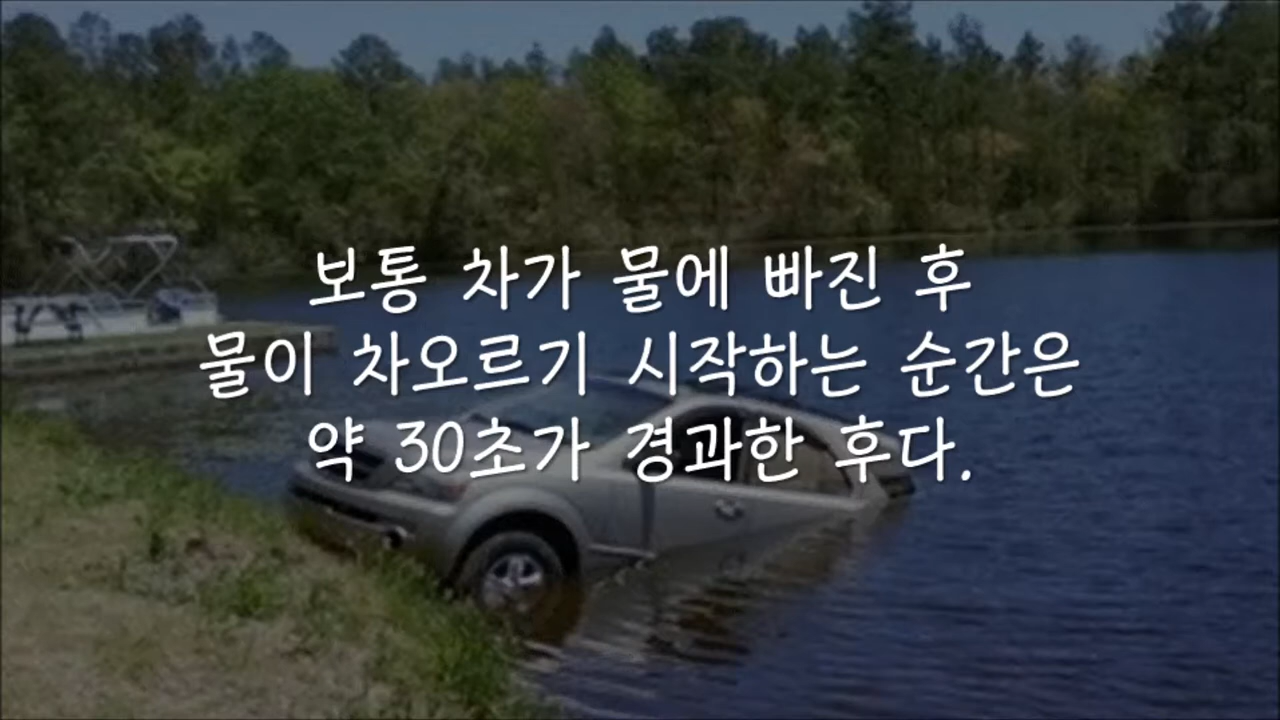 보통 차가 물에 빠진 후
물이 차오르기 시작하는 순간은
약 30초가 경과한 후다.